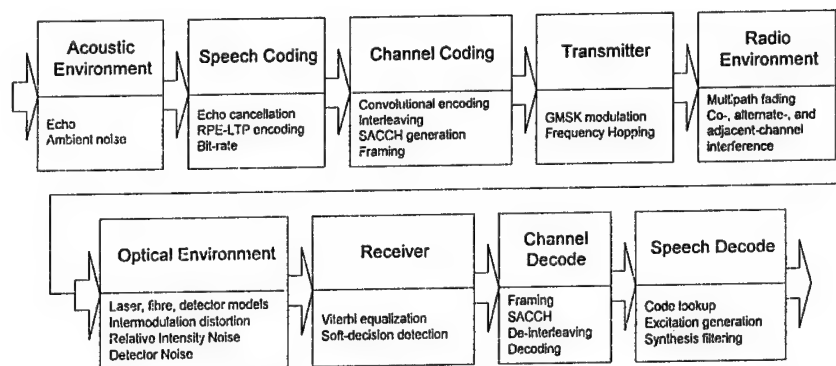 Acoustic
Environment
Echo
Ambient noise
Speech Coding
Echo cancellation
RPE-LTP encoding
Bit-rate
Channel Coding
Convolutional encoding
Interleaving
SACCH generation
Framing
Transmitter
GMSK modulation
Frequency Hopping
Radio
Environment
Multipath fading
Co-, alternate-, and
adjacent-channel
interference
Optical Environment
Laser, fibre, detector models
Intermodulation distortion
Relative Intensity Noise
Detector Noise
Receiver
Viterbi equalization
Soft-decision detection
Channel
Decode
Framing
SACCH
De-interleaving
Decoding
Speech Decode
Code lookup
Excitation generation
Synthesis filtering